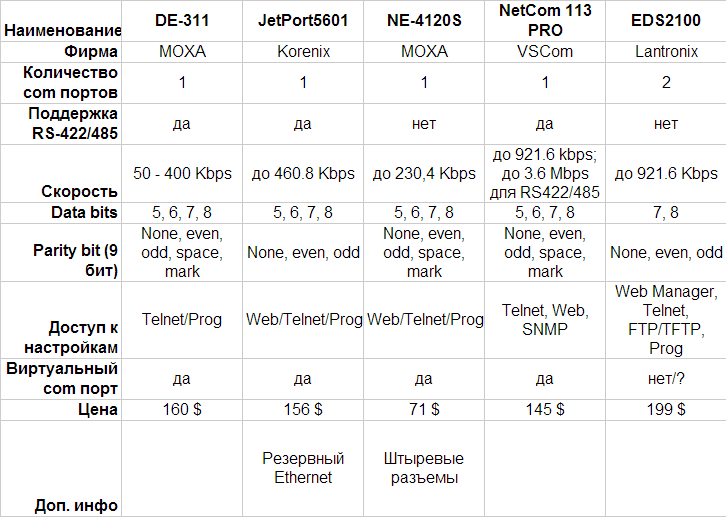 Наименование DE-311 JetPort5601 NE-4120S NetCom 113 PRO EDS2100
Фирма MOXA Korenix MOXA VSCom Lantronix
Количество com портов 1 1 1 1 2
Поддержка RS-422/485 да да нет да нет
Скорость 50 - 400 Kbps до 460.8 Kbps до 230,4 Kbps до 921.6 kbps; до 3.6 Mbps для RS422/485 до 921.6 Kbps
Data bits 5, 6, 7, 8 5, 6, 7, 8 5, 6, 7, 8 5, 6, 7, 8 7, 8
Parity bit (9 бит) None, even, odd, space, mark None, even, odd None, even, odd, space, mark None, even, odd, space, mark None, even, odd
Доступ к настройкам Telnet/Prog Web/Telnet/Prog Web/Telnet/Prog Telnet, Web, SNMP Web Manager, Telnet, FTP/TFTP, Prog
Виртуальный com порт да да да да нет/?
Цена 160 $ 156 $ 71 $ 145 $ 199 $
Доп. инфо Резервный Ethernet Штыревые разъемы